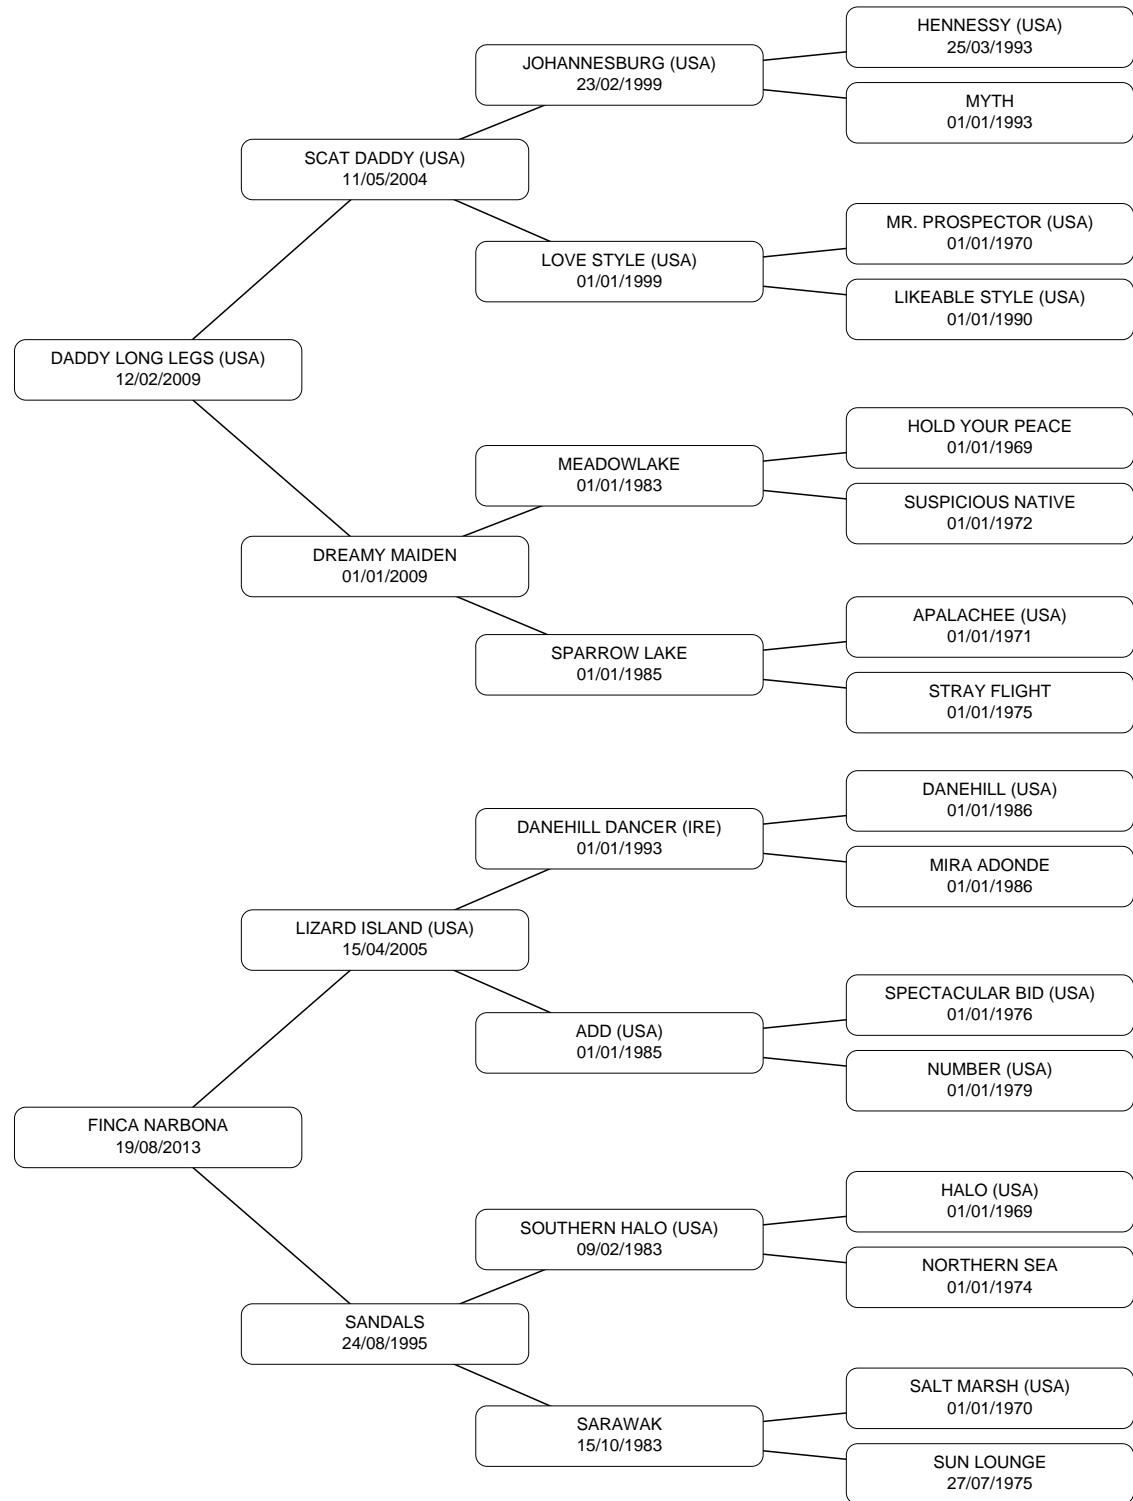 HENNESSY (USA)
25/03/1993
JOHANNESBURG (USA)
23/02/1999
MYTH
01/01/1993
SCAT DADDY (USA)
11/05/2004
MR. PROSPECTOR (USA)
01/01/1970
LOVE STYLE (USA)
01/01/1999
LIKEABLE STYLE (USA)
01/01/1990
DADDY LONG LEGS (USA)
12/02/2009
HOLD YOUR PEACE
01/01/1969
MEADOWLAKE
01/01/1983
SUSPICIOUS NATIVE
01/01/1972
DREAMY MAIDEN
01/01/2009
APALACHEE (USA)
01/01/1971
SPARROW LAKE
01/01/1985
STRAY FLIGHT
01/01/1975
DANEHILL (USA)
01/01/1986
DANEHILL DANCER (IRE)
01/01/1993
MIRA ADONDE
01/01/1986
LIZARD ISLAND (USA)
15/04/2005
SPECTACULAR BID (USA)
01/01/1976
ADD (USA)
01/01/1985
NUMBER (USA)
01/01/1979
FINCA NARBONA
19/08/2013
HALO (USA)
01/01/1969
SOUTHERN HALO (USA)
09/02/1983
NORTHERN SEA
01/01/1974
SANDALS
24/08/1995
SALT MARSH (USA)
01/01/1970
SARAWAK
15/10/1983
SUN LOUNGE
27/07/1975